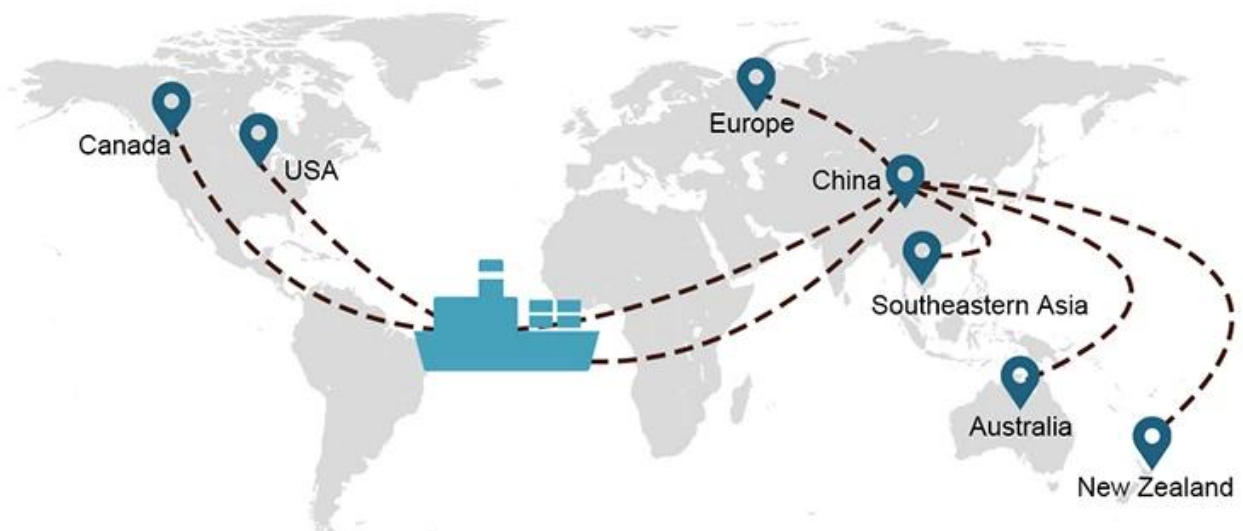 Canada
USA
Europe
China
Southeastern Asia
Australia
New Zealand